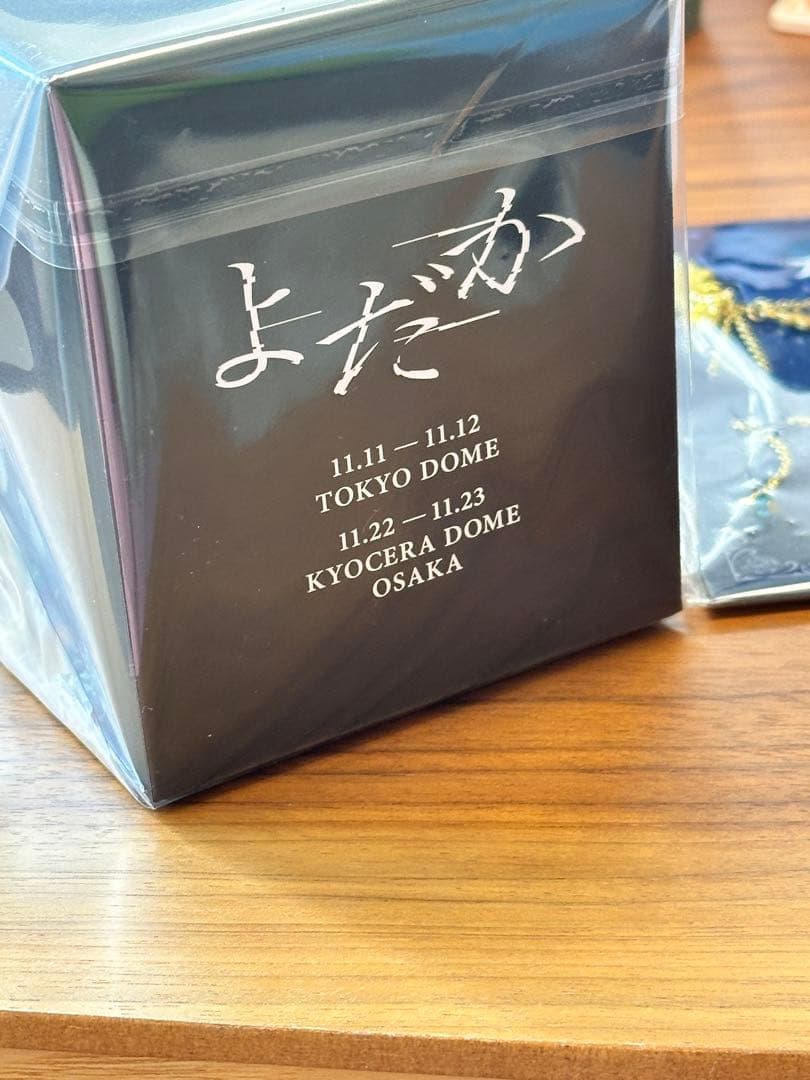 よだか
11.11 — 11.12
TOKYO DOME
11.22 — 11.23
KYOCERA DOME
OSAKA